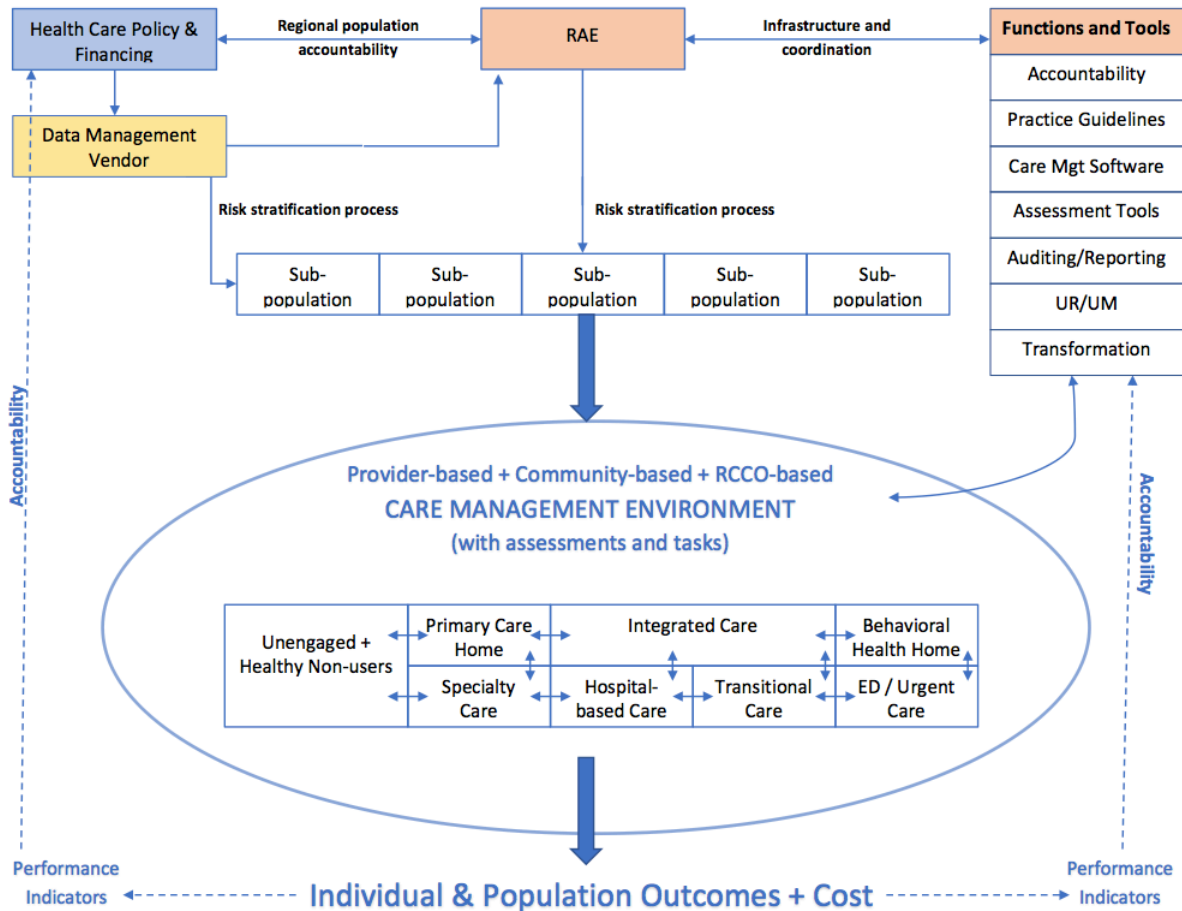 Health Care Policy &
Financing
Regional population
accountability
RAE
Infrastructure and
coordination
Functions and Tools
Accountability
Practice Guidelines
Care Mgt Software
Assessment Tools
Auditing/Reporting
UR/UM
Transformation
Data Management
Vendor
Risk stratification process
Risk stratification process
Sub-
population
Sub-
population
Sub-
population
Sub-
population
Sub-
population
Accountability
Accountability
Provider-based + Community-based + RCCO-based
CARE MANAGEMENT ENVIRONMENT
(with assessments and tasks)
Unengaged +
Healthy Non-users
Primary Care
Home
Integrated Care
Behavioral
Health Home
Specialty
Care
Hospital-
based Care
Transitional
Care
ED / Urgent
Care
Performance
Indicators
Individual & Population Outcomes + Cost
Performance
Indicators